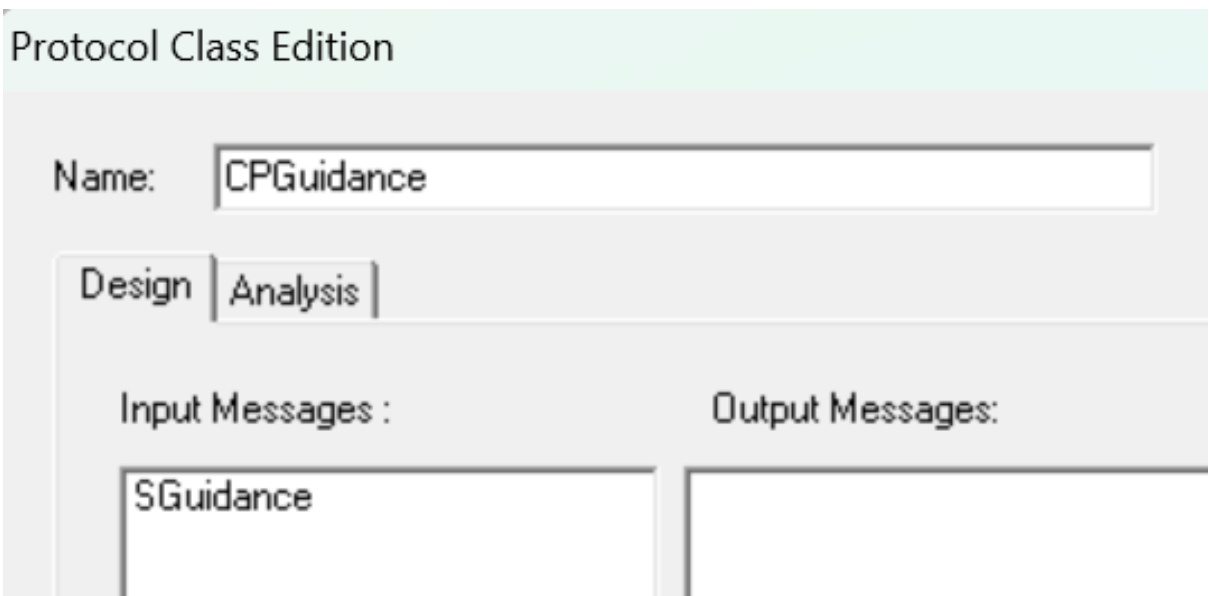 Protocol Class Edition
Name: CPGuidance
Design Analysis
Input Messages : Output Messages:
SGuidance